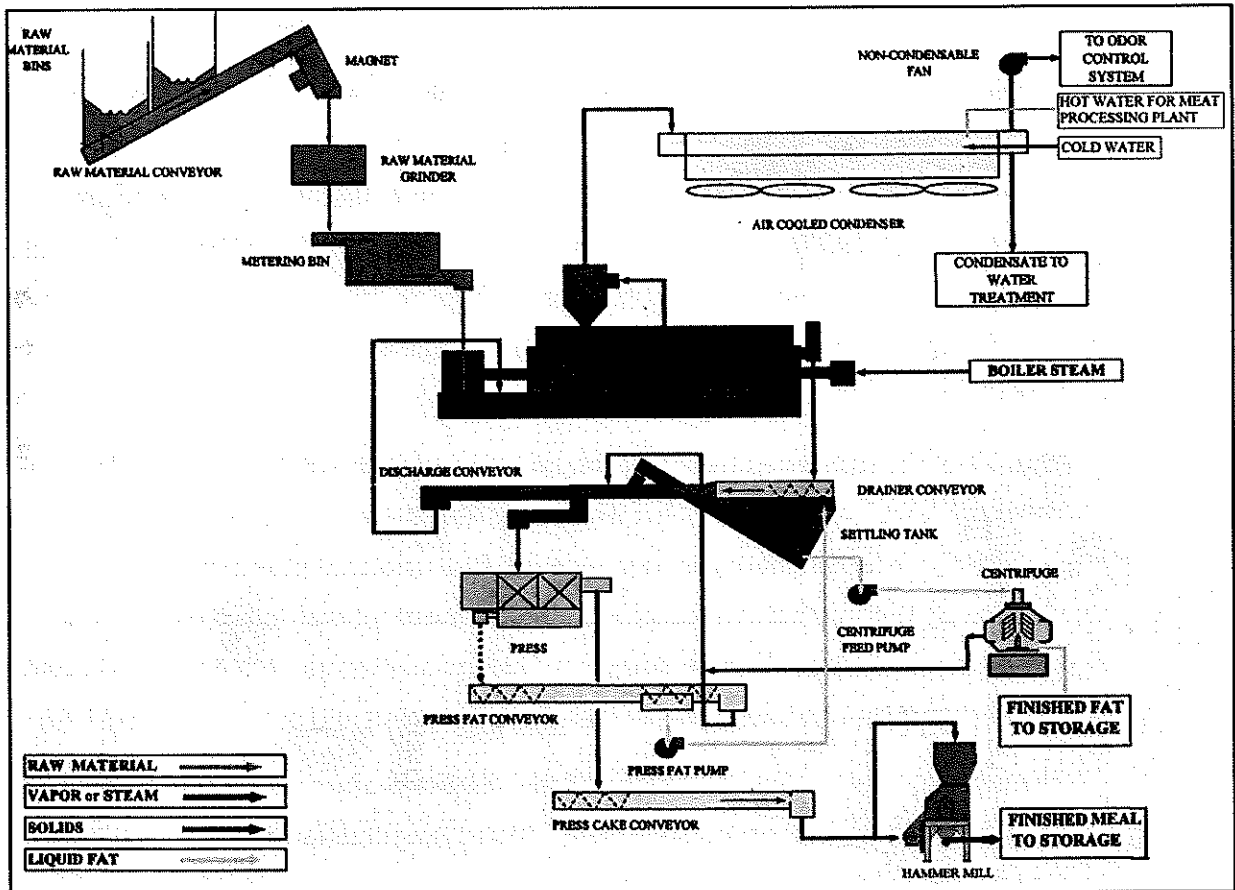 RAW
MATERIAL
BINS
MAGNET
RAW MATERIAL CONVEYOR
RAW MATERIAL
GRINDER
METERING BIN
NON-CONDENSABLE
FAN
TO ODOR
CONTROL
SYSTEM
HOT WATER FOR MEAT
PROCESSING PLANT
COLD WATER
AIR COOLED CONDENSER
CONDENSATE TO
WATER
TREATMENT
BOILER STEAM
DISCHARGE CONVEYOR
DRAINER CONVEYOR
SETTLING TANK
CENTRIFUGE
CENTRIFUGE
FEED PUMP
PRESS
PRESS FAT CONVEYOR
PRESS FAT PUMP
FINISHED FAT
TO STORAGE
PRESS CAKE CONVEYOR
FINISHED MEAL
TO STORAGE
HAMMER MILL
RAW MATERIAL
VAPOR or STEAM
SOLIDS
LIQUID FAT